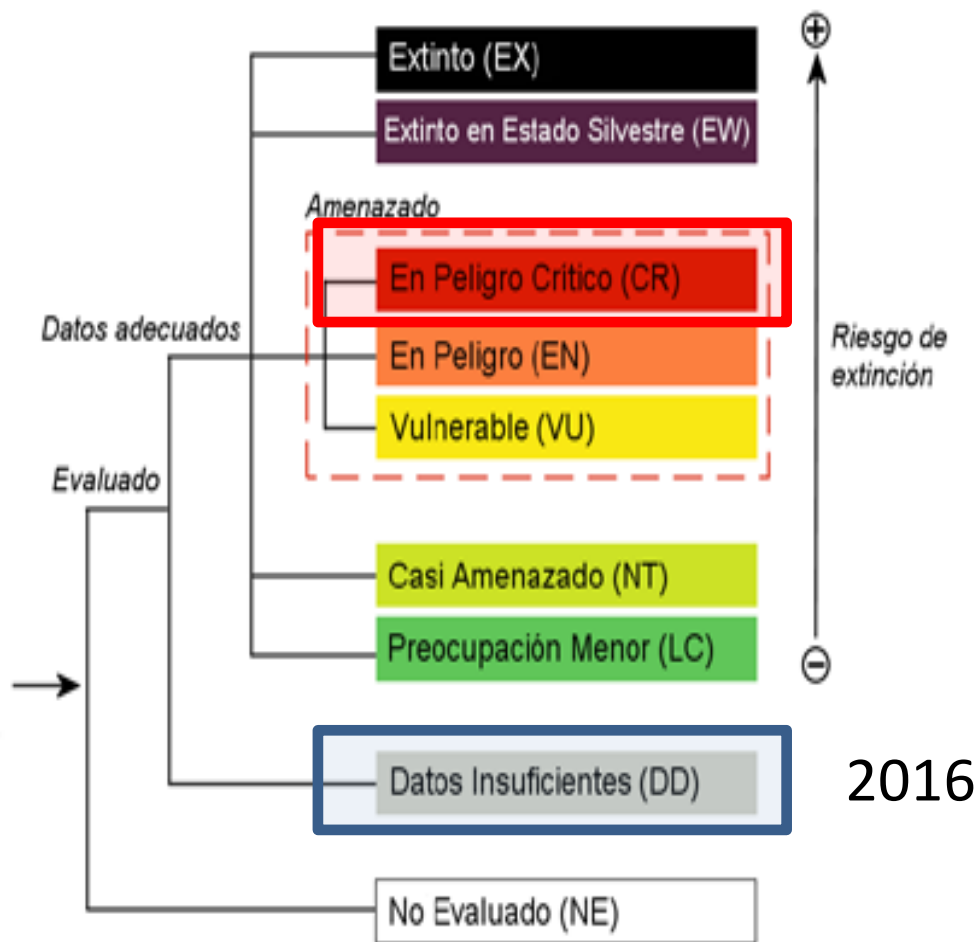 Extinto (EX)
Extinto en Estado Silvestre (EW)
Amenazado
En Peligro Crítico (CR)
Datos adecuados
En Peligro (EN)
Riesgo de
extinción
Vulnerable (VU)
Evaluado
Casi Amenazado (NT)
Preocupación Menor (LC)
Datos Insuficientes (DD)
2016
No Evaluado (NE)